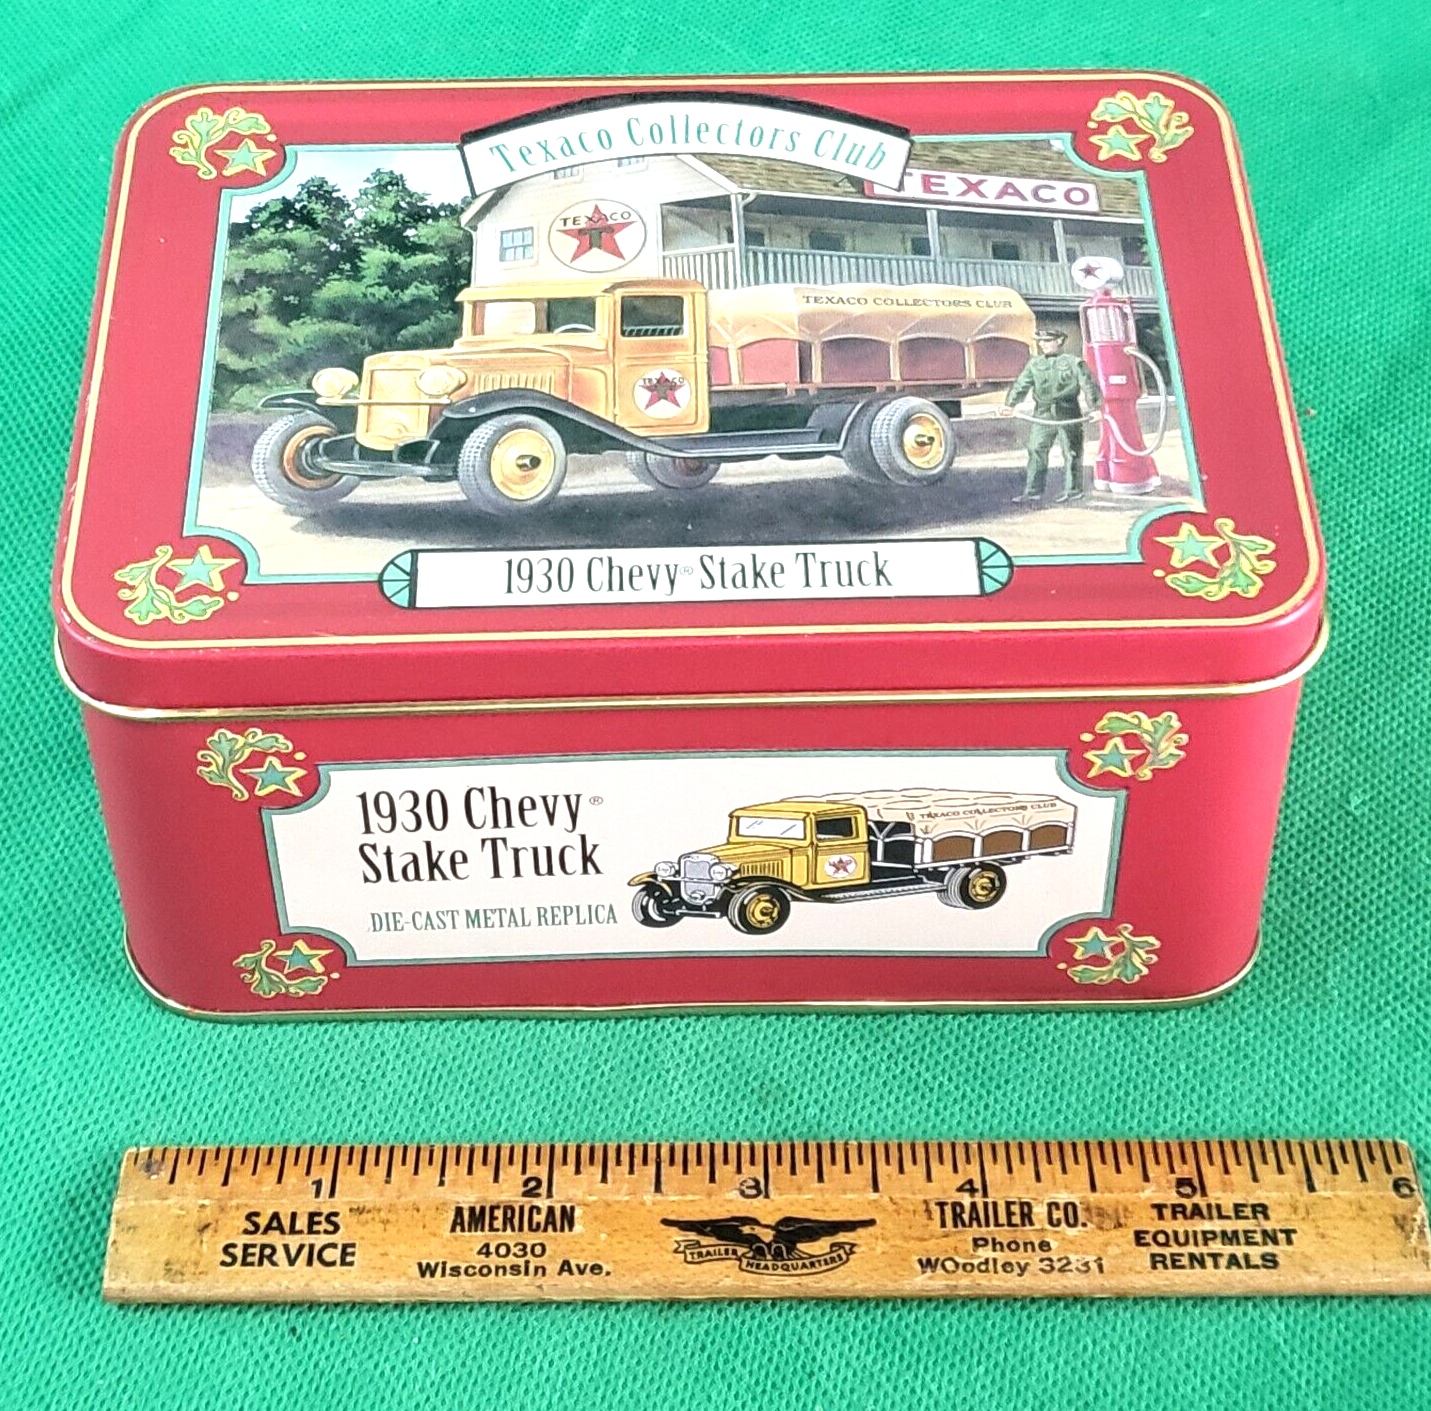 Texaco Collectors Club
TEXACO
TEXACO
T
TEXACO COLLECTORS CLUB
TEXACO
1930 Chevy® Stake Truck
1930 Chevy®
Stake Truck
DIE-CAST METAL REPLICA
TEXACO COLLECTORS CLUB
1 2 3 4 5 6
SALES
SERVICE
AMERICAN
4030
Wisconsin Ave.
TRAILER
HEADQUARTERS
TRAILER CO.
Phone
WOodley 3231
TRAILER
EQUIPMENT
RENTALS